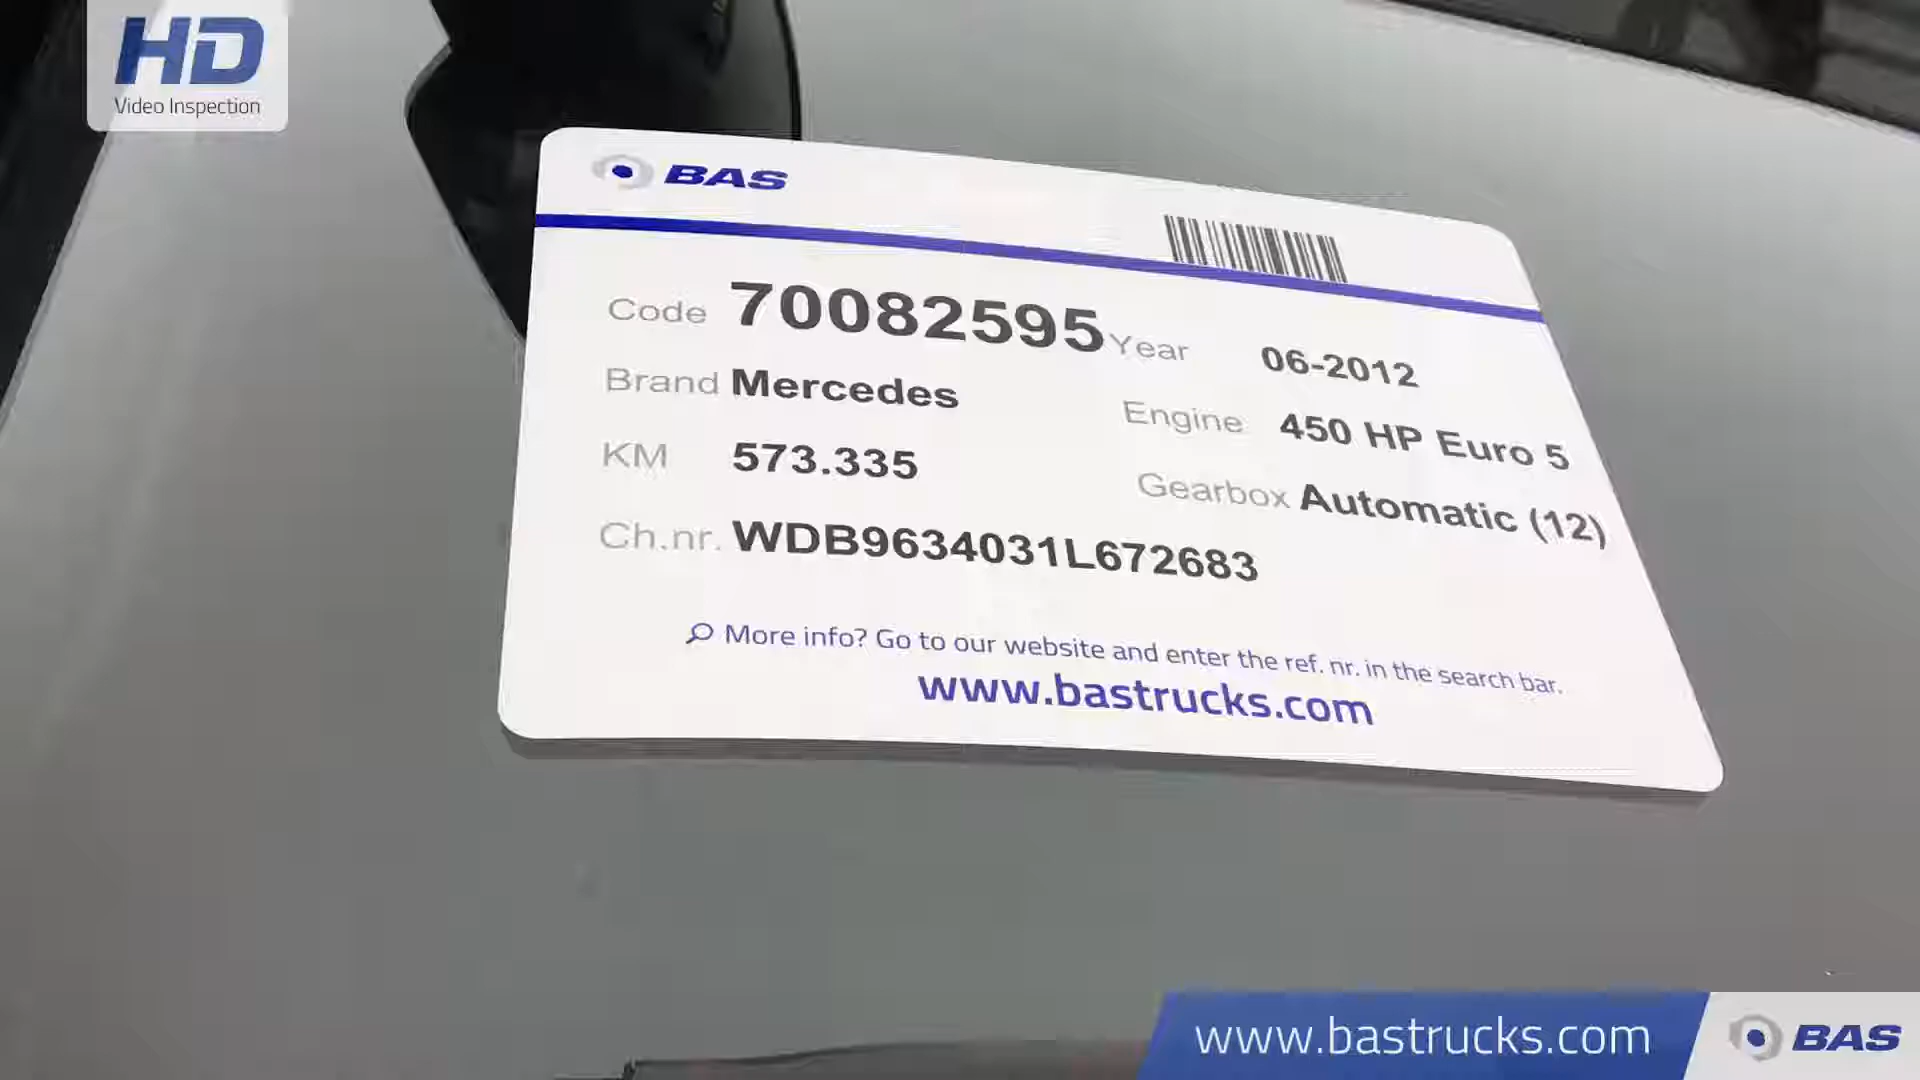 HD
Video Inspection
BAS
Code 70082595 Year 06-2012
Brand Mercedes Engine 450 HP Euro 5
KM 573.335 Gearbox Automatic (12)
Ch.nr. WDB9634031L672683
More info? Go to our website and enter the ref. nr. in the search bar.
www.bastrucks.com
www.bastrucks.com BAS